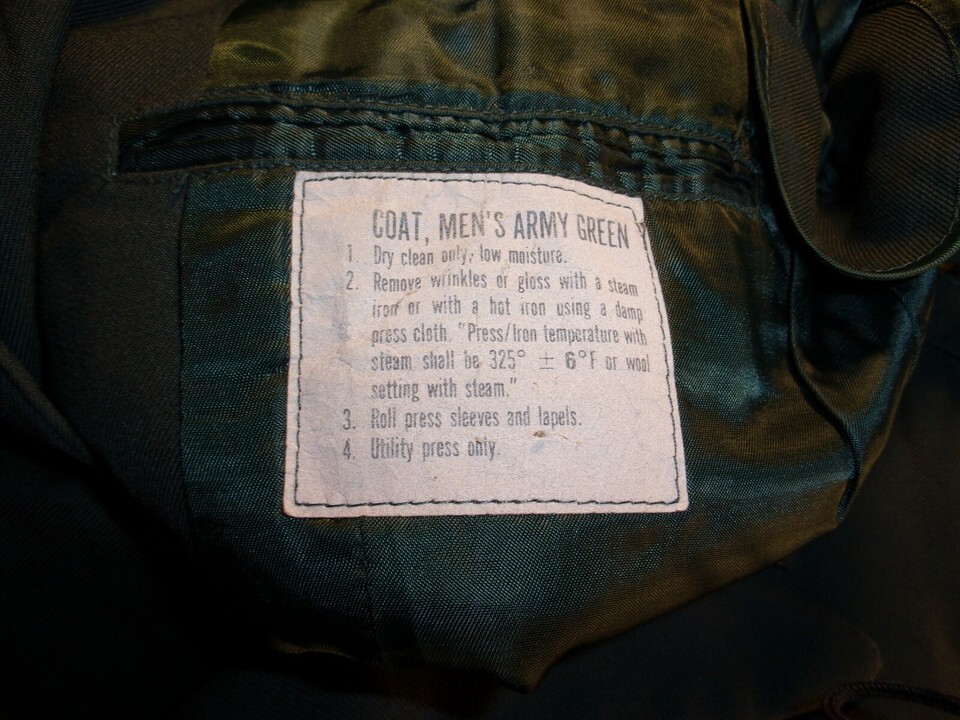 COAT, MEN'S ARMY GREEN
1. Dry clean only, low moisture.
2. Remove wrinkles or gloss with a steam
iron or with a hot iron using a damp
press cloth. "Press/Iron temperature with
steam shall be 325° ± 6°F or wool
setting with steam."
3. Roll press sleeves and lapels.
4. Utility press only.